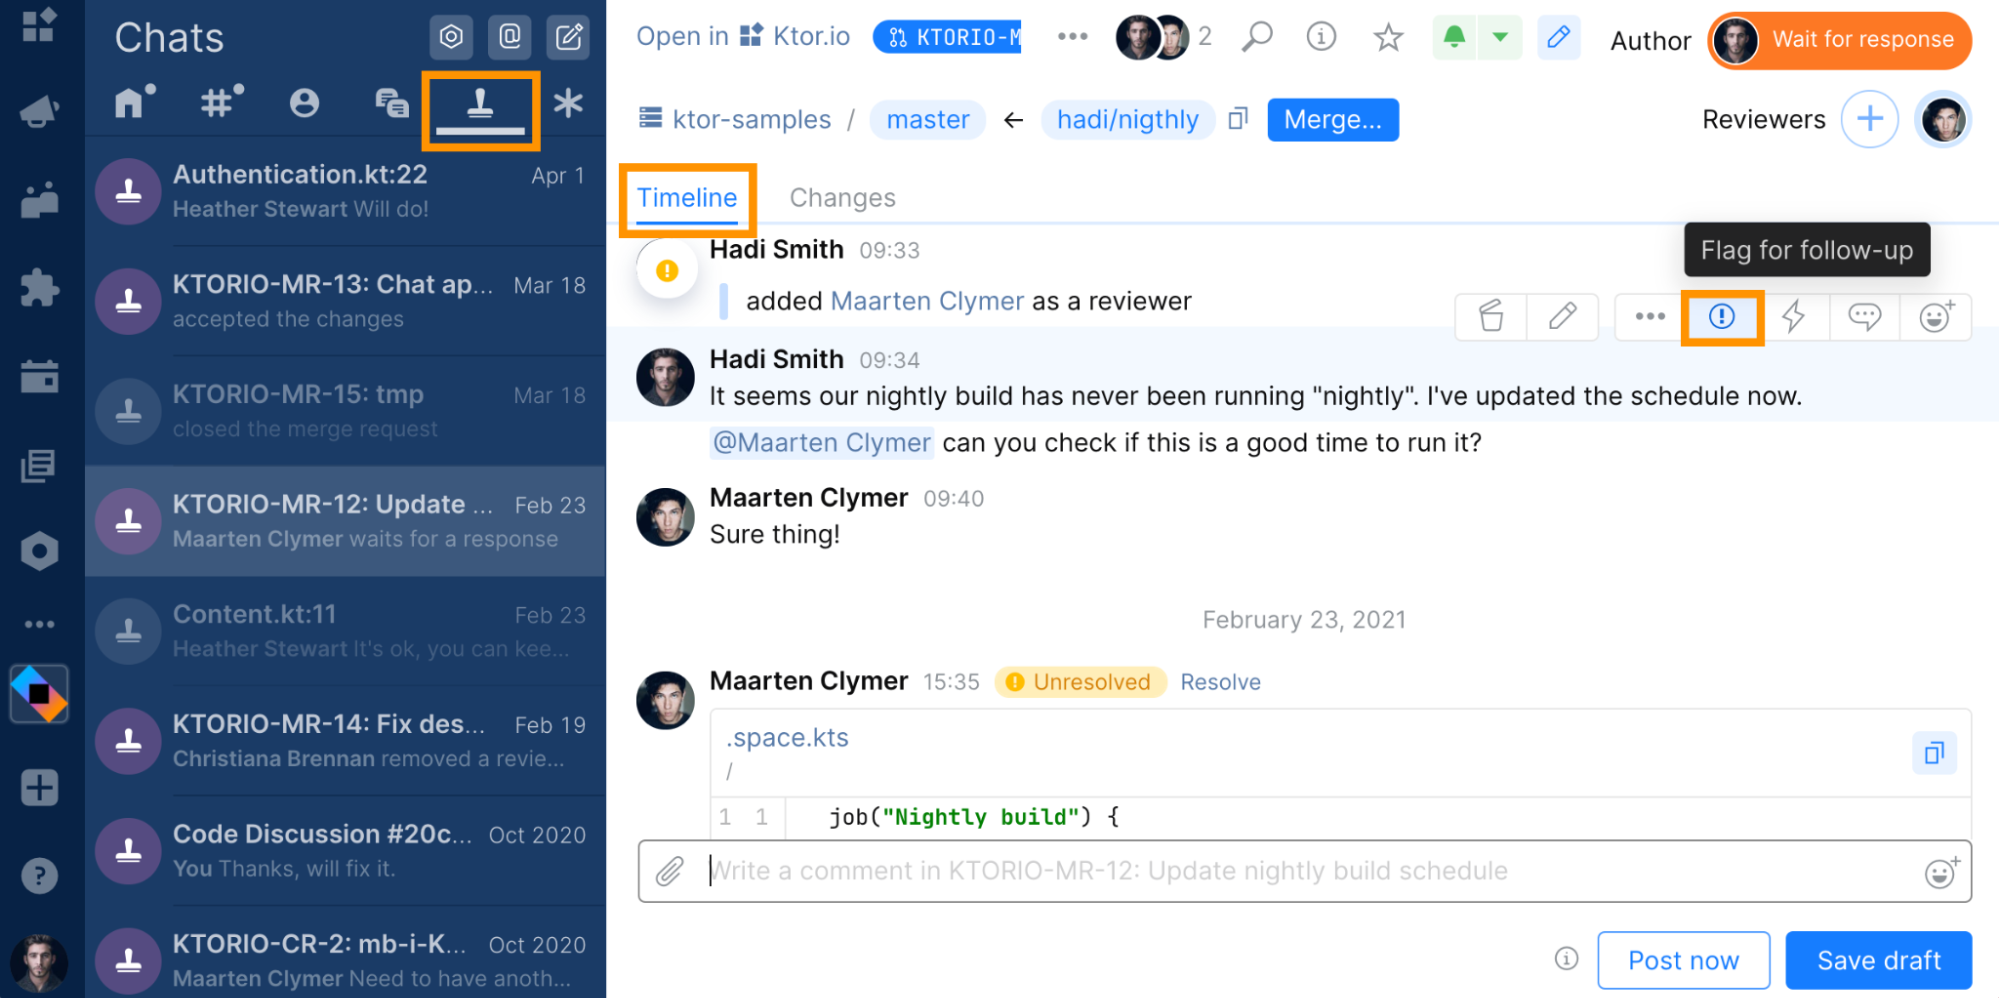 Chats
@
Authentication.kt:22 Apr 1
Heather Stewart Will do!
KTORIO-MR-13: Chat ap... Mar 18
accepted the changes
KTORIO-MR-15: tmp Mar 18
closed the merge request
KTORIO-MR-12: Update ... Feb 23
Maarten Clymer waits for a response
Content.kt:11 Feb 23
Heather Stewart It's ok, you can kee...
KTORIO-MR-14: Fix des... Feb 19
Christiana Brennan removed a revie...
Code Discussion #20c... Oct 2020
You Thanks, will fix it.
KTORIO-CR-2: mb-i-K... Oct 2020
Maarten Clymer Need to have anoth...
Open in Ktor.io KTORIO-M 2 Author Wait for response
ktor-samples / master ← hadi/nigthly Merge... Reviewers
Timeline Changes
Flag for follow-up
Hadi Smith 09:33
added Maarten Clymer as a reviewer
Hadi Smith 09:34
It seems our nightly build has never been running "nightly". I've updated the schedule now.
@Maarten Clymer can you check if this is a good time to run it?
Maarten Clymer 09:40
Sure thing!
February 23, 2021
Maarten Clymer 15:35 Unresolved Resolve
.space.kts
/
1 1 job("Nightly build") {
Write a comment in KTORIO-MR-12: Update nightly build schedule
Post now Save draft